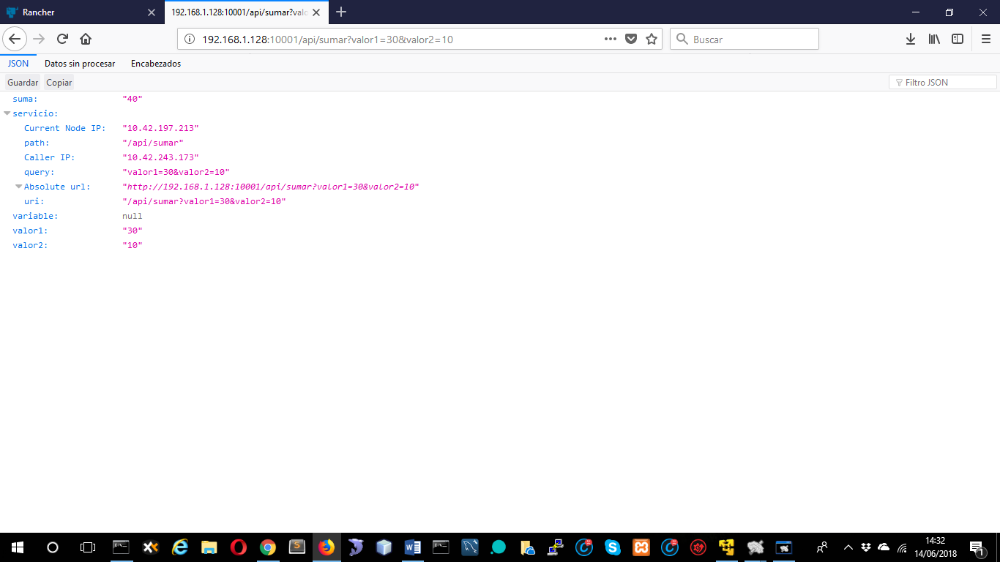 Rancher
192.168.1.128:10001/api/sumar?valo
192.168.1.128:10001/api/sumar?valor1=30&valor2=10
Buscar
JSON
Datos sin procesar
Encabezados
Guardar
Copiar
Filtro JSON
suma: "40"
servicio:
Current Node IP: "10.42.197.213"
path: "/api/sumar"
Caller IP: "10.42.243.173"
query: "valor1=30&valor2=10"
Absolute url: "http://192.168.1.128:10001/api/sumar?valor1=30&valor2=10"
uri: "/api/sumar?valor1=30&valor2=10"
variable: null
valor1: "30"
valor2: "10"
14:32
14/06/2018
1